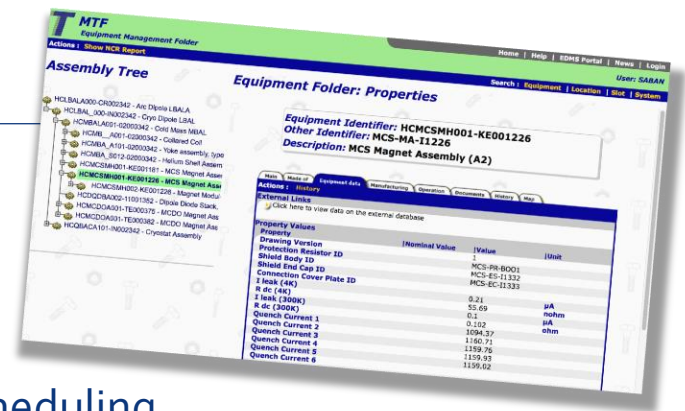 MTF
Equipment Management Folder
Home | Help | EDMS Portal | News | Login
Actions : Show NCR Report
User: SABAN
Search : Equipment | Location | Slot | System
Assembly Tree
HCLBALA000-CR002342 - Arc Dipole LBALA
HCLBAL_000-IN002342 - Cryo Dipole LBAL
HCMBALA001-02000342 - Cold Mass MBAL
HCMB__A001-02000342 - Collared Coil
HCMBA_A101-02000342 - Yoke assembly, type
HCMBA_S012-02000342 - Helium Shell Assem
HCMCSMH001-KE001181 - MCS Magnet Assem
HCMCSMH001-KE001226 - MCS Magnet Asse
HCMCSMH002-KE001226 - Magnet Modul
HCDQDBA002-11001352 - Dipole Diode Stack,
HCMCDOA001-TE000375 - MCDO Magnet Ass
HCMCDOA001-TE000382 - MCDO Magnet Ass
HCQBACA101-IN002342 - Cryostat Assembly
Equipment Folder: Properties
Equipment Identifier: HCMCSMH001-KE001226
Other Identifier: MCS-MA-I1226
Description: MCS Magnet Assembly (A2)
Main Made of Equipment data Manufacturing Operation Documents History Map
Actions : History
External Links
Click here to view data on the external database
Property Values
Property |Nominal Value |Value |Unit
Drawing Version 1
Protection Resistor ID MCS-PR-BOO1
Shield Body ID MCS-ES-I1332
Shield End Cap ID MCS-EC-I1333
Connection Cover Plate ID
I leak (4K) 0.21 µA
R dc (4K) 55.69 nohm
I leak (300K) 0.1 µA
R dc (300K) 0.102 ohm
Quench Current 1 1094.37
Quench Current 2 1160.71
Quench Current 3 1159.76
Quench Current 4 1159.93
Quench Current 5 1159.02
Quench Current 6
heduling